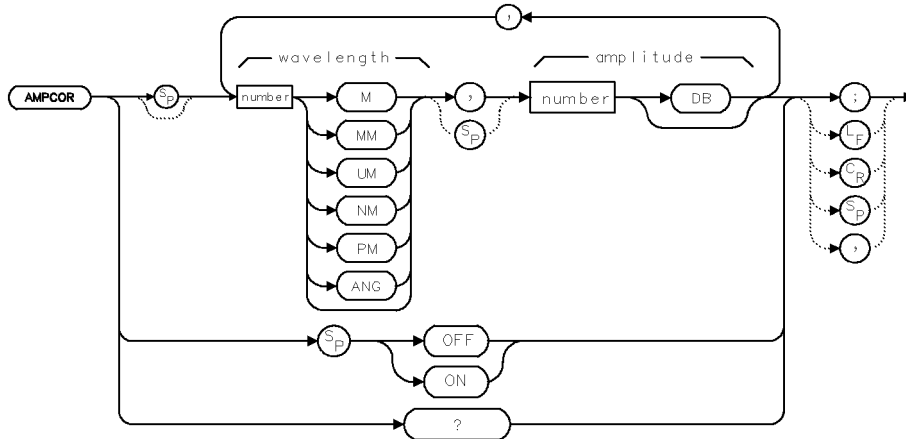 ,
wavelength
amplitude
AMPCOR
SP
number
M
,
number
DB
;
MM
SP
LF
UM
CR
NM
SP
PM
,
ANG
SP
OFF
ON
?